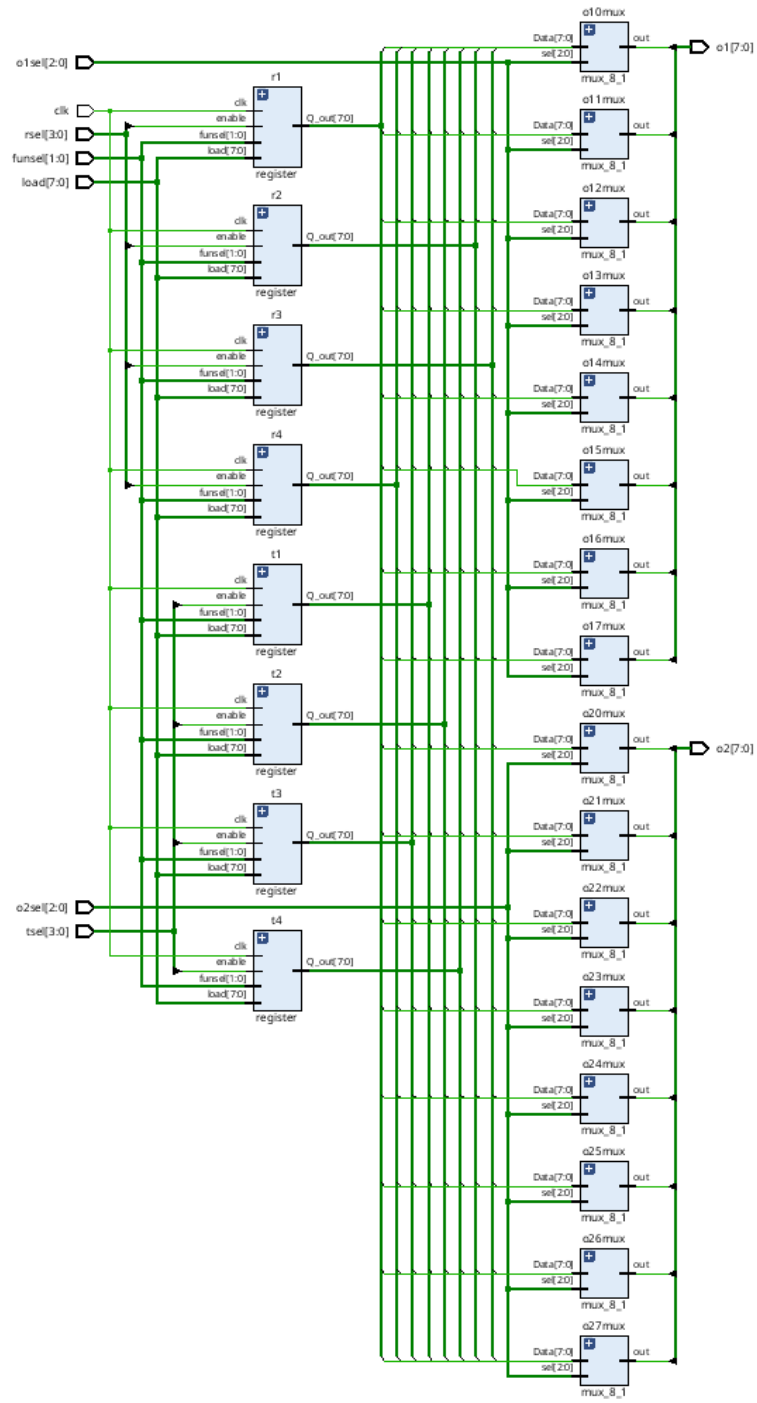 o1sel[2:0]
clk
rsel[3:0]
funsel[1:0]
load[7:0]
o2sel[2:0]
tsel[3:0]
r1
clk
enable
funsel[1:0]
load[7:0]
Q_out[7:0]
register
r2
clk
enable
funsel[1:0]
load[7:0]
Q_out[7:0]
register
r3
clk
enable
funsel[1:0]
load[7:0]
Q_out[7:0]
register
r4
clk
enable
funsel[1:0]
load[7:0]
Q_out[7:0]
register
t1
clk
enable
funsel[1:0]
load[7:0]
Q_out[7:0]
register
t2
clk
enable
funsel[1:0]
load[7:0]
Q_out[7:0]
register
t3
clk
enable
funsel[1:0]
load[7:0]
Q_out[7:0]
register
t4
clk
enable
funsel[1:0]
load[7:0]
Q_out[7:0]
register
o10mux
Data[7:0]
sel[2:0]
out
mux_8_1
o11mux
Data[7:0]
sel[2:0]
out
mux_8_1
o12mux
Data[7:0]
sel[2:0]
out
mux_8_1
o13mux
Data[7:0]
sel[2:0]
out
mux_8_1
o14mux
Data[7:0]
sel[2:0]
out
mux_8_1
o15mux
Data[7:0]
sel[2:0]
out
mux_8_1
o16mux
Data[7:0]
sel[2:0]
out
mux_8_1
o17mux
Data[7:0]
sel[2:0]
out
mux_8_1
o20mux
Data[7:0]
sel[2:0]
out
mux_8_1
o21mux
Data[7:0]
sel[2:0]
out
mux_8_1
o22mux
Data[7:0]
sel[2:0]
out
mux_8_1
o23mux
Data[7:0]
sel[2:0]
out
mux_8_1
o24mux
Data[7:0]
sel[2:0]
out
mux_8_1
o25mux
Data[7:0]
sel[2:0]
out
mux_8_1
o26mux
Data[7:0]
sel[2:0]
out
mux_8_1
o27mux
Data[7:0]
sel[2:0]
out
mux_8_1
o1[7:0]
o2[7:0]